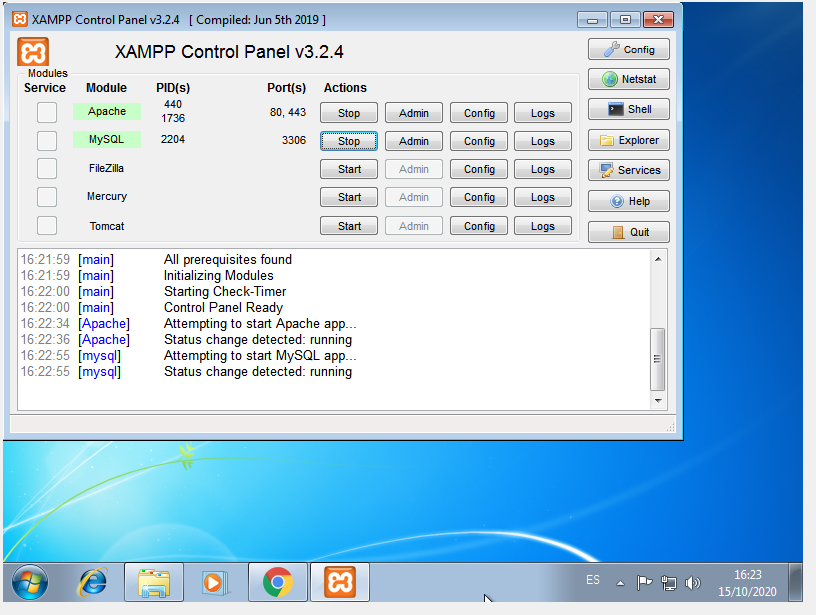 XAMPP Control Panel v3.2.4 [ Compiled: Jun 5th 2019 ]
XAMPP Control Panel v3.2.4
Config
Modules
Service Module PID(s) Port(s) Actions
Netstat
Apache 440 1736 80, 443 Stop Admin Config Logs
Shell
MySQL 2204 3306 Stop Admin Config Logs
Explorer
FileZilla Start Admin Config Logs
Services
Mercury Start Admin Config Logs
Help
Tomcat Start Admin Config Logs
Quit
16:21:59 [main] All prerequisites found
16:21:59 [main] Initializing Modules
16:22:00 [main] Starting Check-Timer
16:22:00 [main] Control Panel Ready
16:22:34 [Apache] Attempting to start Apache app...
16:22:36 [Apache] Status change detected: running
16:22:55 [mysql] Attempting to start MySQL app...
16:22:55 [mysql] Status change detected: running
ES
16:23
15/10/2020